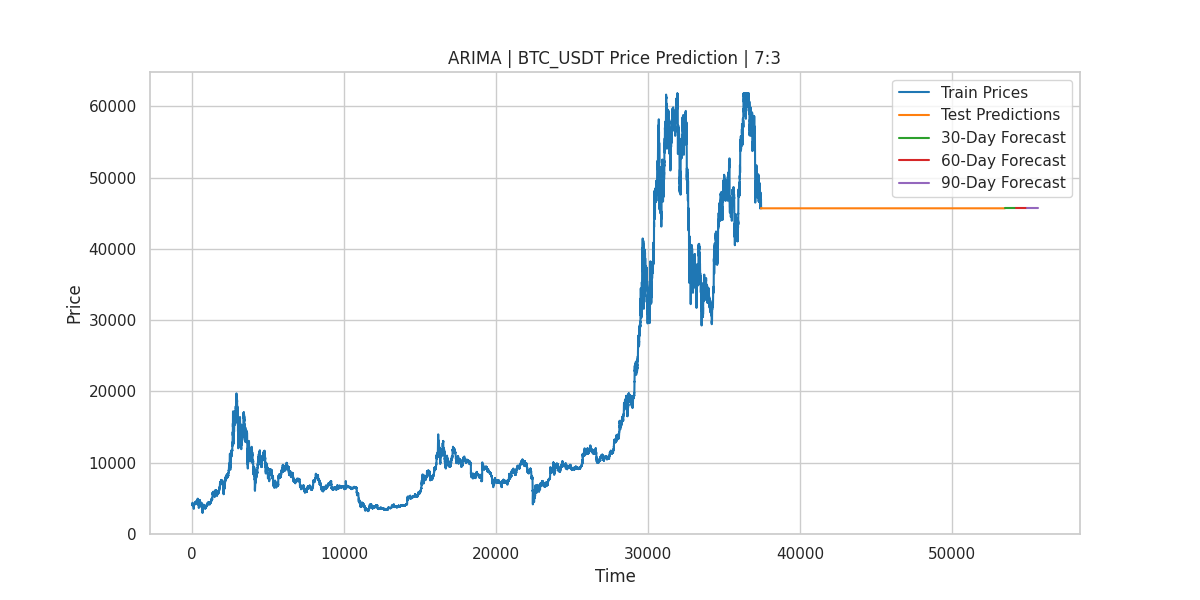 ARIMA | BTC_USDT Price Prediction | 7:3
Train Prices
Test Predictions
30-Day Forecast
60-Day Forecast
90-Day Forecast
60000
50000
40000
30000
20000
10000
0
Price
0 10000 20000 30000 40000 50000
Time